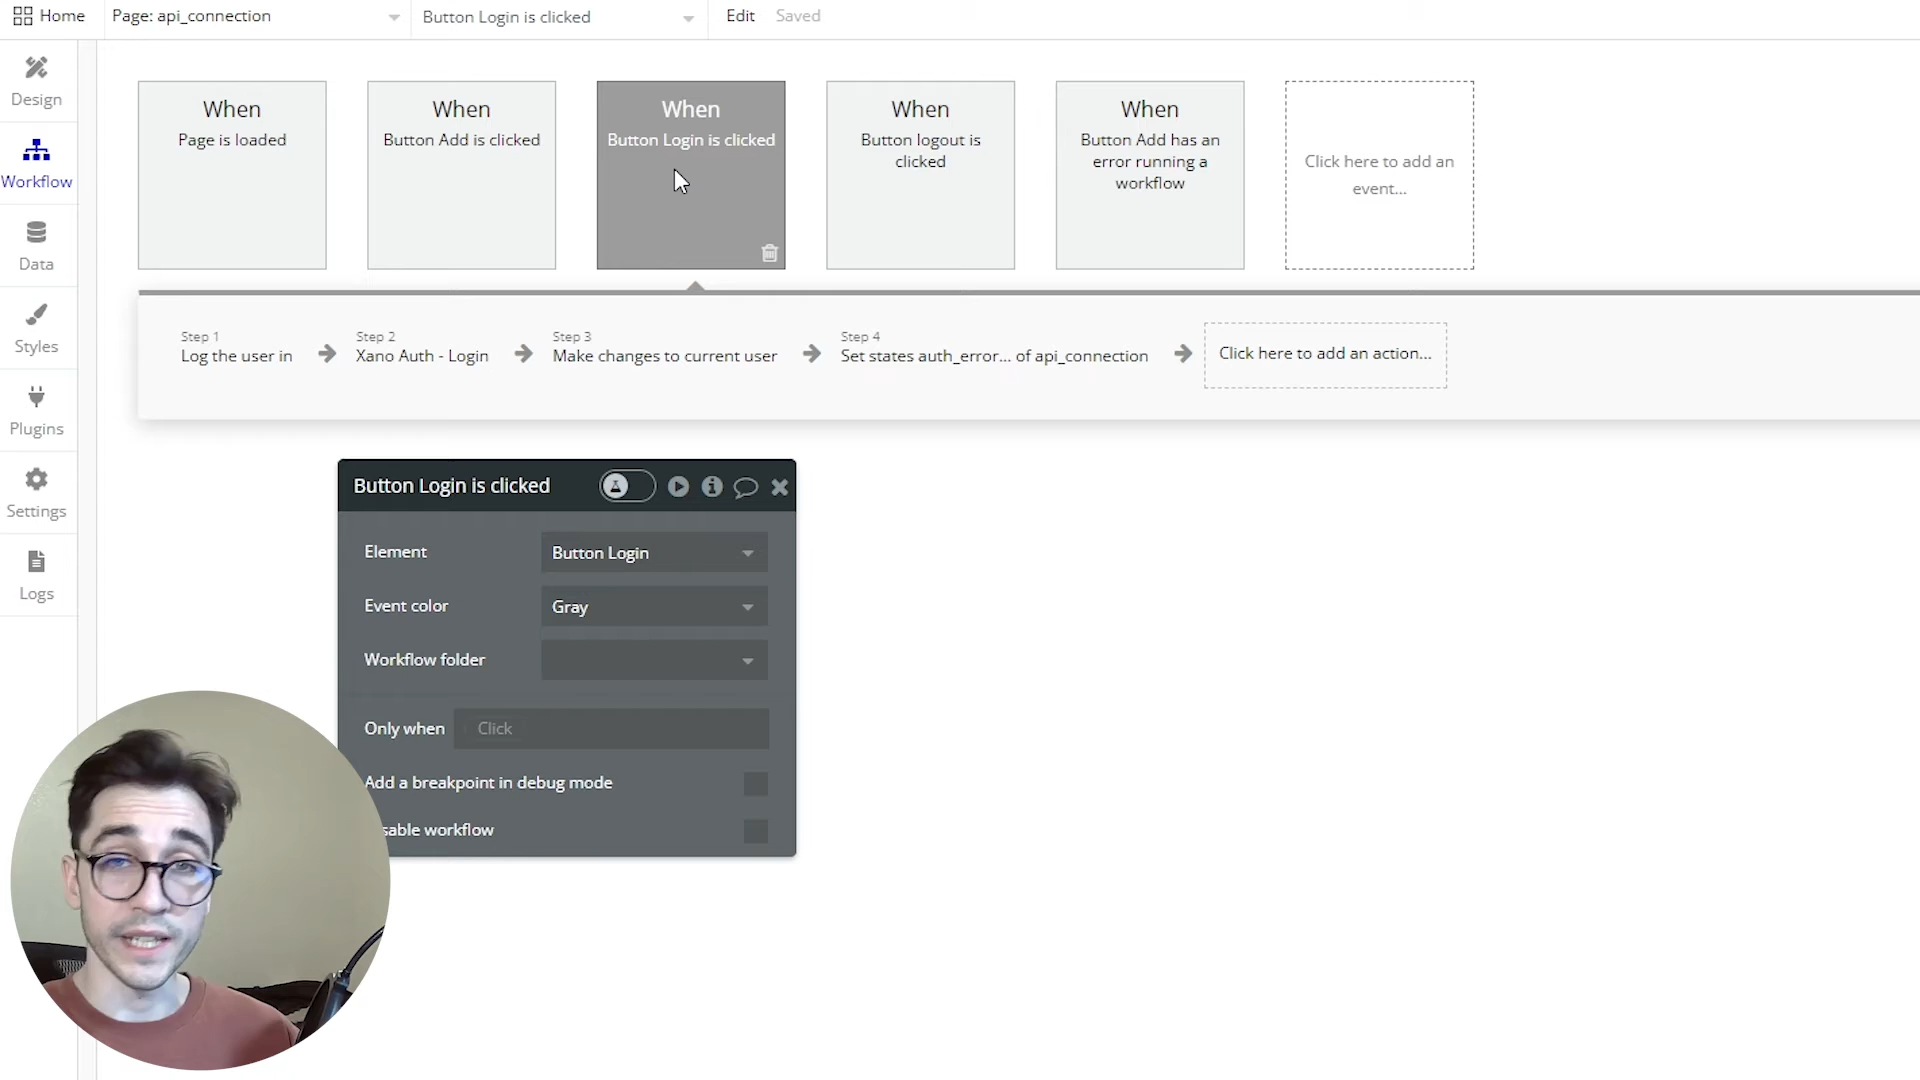 Home
Page: api_connection
Button Login is clicked
Edit
Saved
Design
Workflow
Data
Styles
Plugins
Settings
Logs
When
Page is loaded
When
Button Add is clicked
When
Button Login is clicked
When
Button logout is
clicked
When
Button Add has an
error running a
workflow
Click here to add an
event...
Step 1
Log the user in
Step 2
Xano Auth - Login
Step 3
Make changes to current user
Step 4
Set states auth_error... of api_connection
Click here to add an action...
Button Login is clicked
Element
Button Login
Event color
Gray
Workflow folder
Only when
Click
Add a breakpoint in debug mode
sable workflow